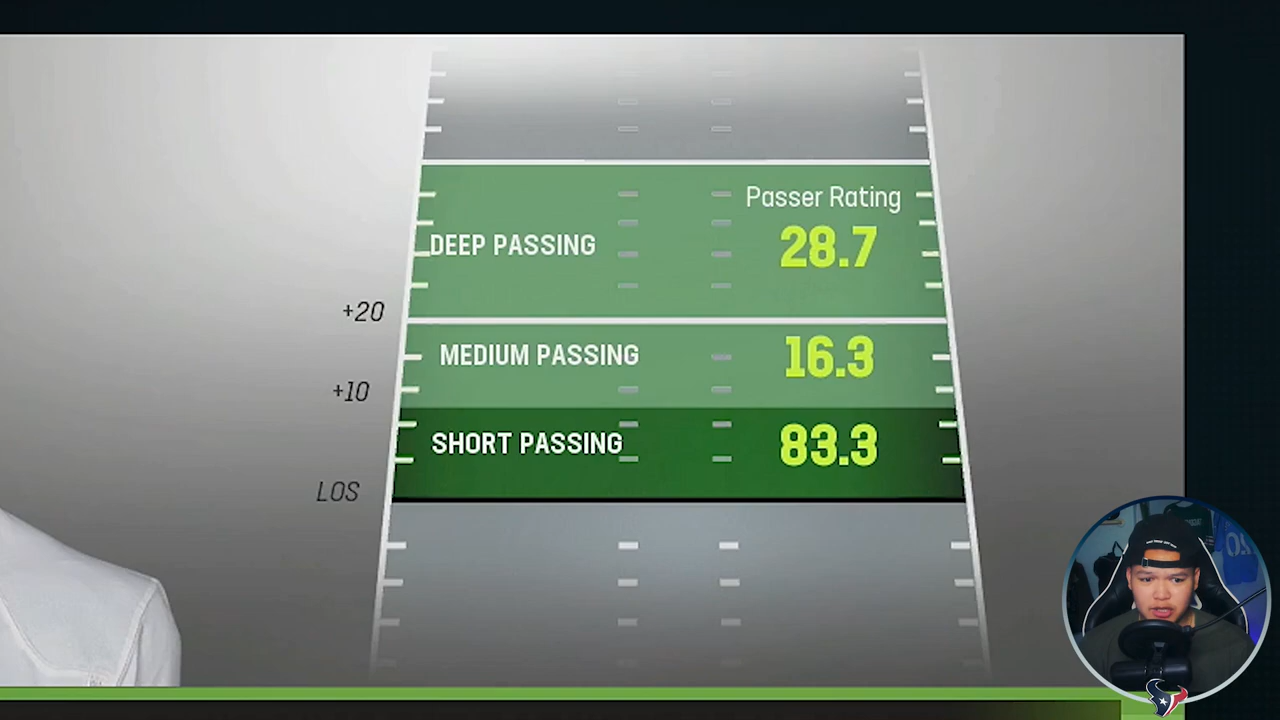 Passer Rating
DEEP PASSING 28.7
+20
MEDIUM PASSING 16.3
+10
SHORT PASSING 83.3
LOS